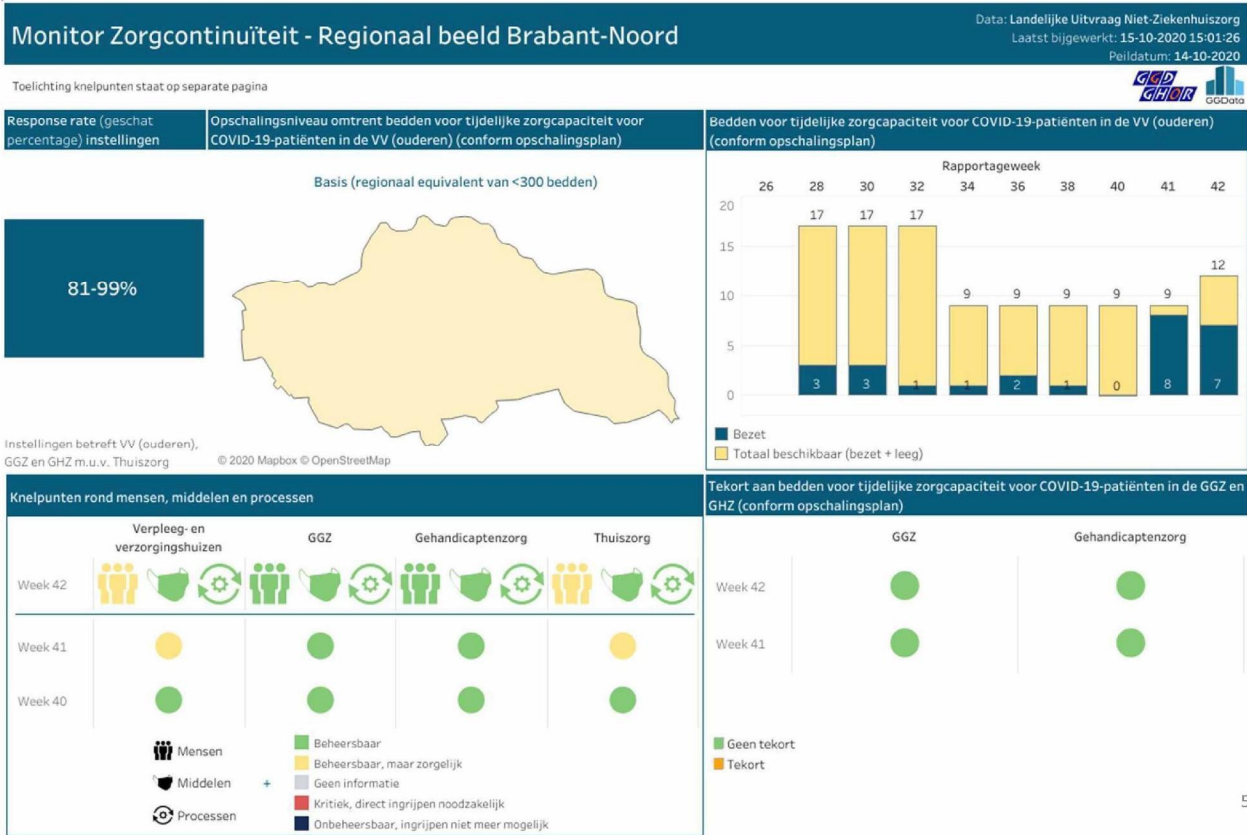 Monitor Zorgcontinuïteit - Regionaal beeld Brabant-Noord
Data: Landelijke Uitvraag Niet-Ziekenhuiszorg
Laatst bijgewerkt: 15-10-2020 15:01:26
Peildatum: 14-10-2020
Toelichting knelpunten staat op separate pagina
GGD
GHOR
GGData
Response rate (geschat
percentage) instellingen
81-99%
Instellingen betreft VV (ouderen),
GGZ en GHZ m.u.v. Thuiszorg
Opschalingsniveau omtrent bedden voor tijdelijke zorgcapaciteit voor
COVID-19-patiënten in de VV (ouderen) (conform opschalingsplan)
Basis (regionaal equivalent van <300 bedden)
© 2020 Mapbox © OpenStreetMap
Bedden voor tijdelijke zorgcapaciteit voor COVID-19-patiënten in de VV (ouderen)
(conform opschalingsplan)
Rapportageweek
26 28 30 32 34 36 38 40 41 42
20
15
10
5
0
17 17 17 9 9 9 9 9 12
3 3 1 1 2 1 0 8 7
Bezet
Totaal beschikbaar (bezet + leeg)
Knelpunten rond mensen, middelen en processen
Verpleeg- en
verzorgingshuizen
GGZ
Gehandicaptenzorg
Thuiszorg
Week 42
Week 41
Week 40
Mensen
Middelen
Processen
+
Beheersbaar
Beheersbaar, maar zorgelijk
Geen informatie
Kritiek, direct ingrijpen noodzakelijk
Onbeheersbaar, ingrijpen niet meer mogelijk
Tekort aan bedden voor tijdelijke zorgcapaciteit voor COVID-19-patiënten in de GGZ en
GHZ (conform opschalingsplan)
GGZ
Gehandicaptenzorg
Week 42
Week 41
Geen tekort
Tekort
5